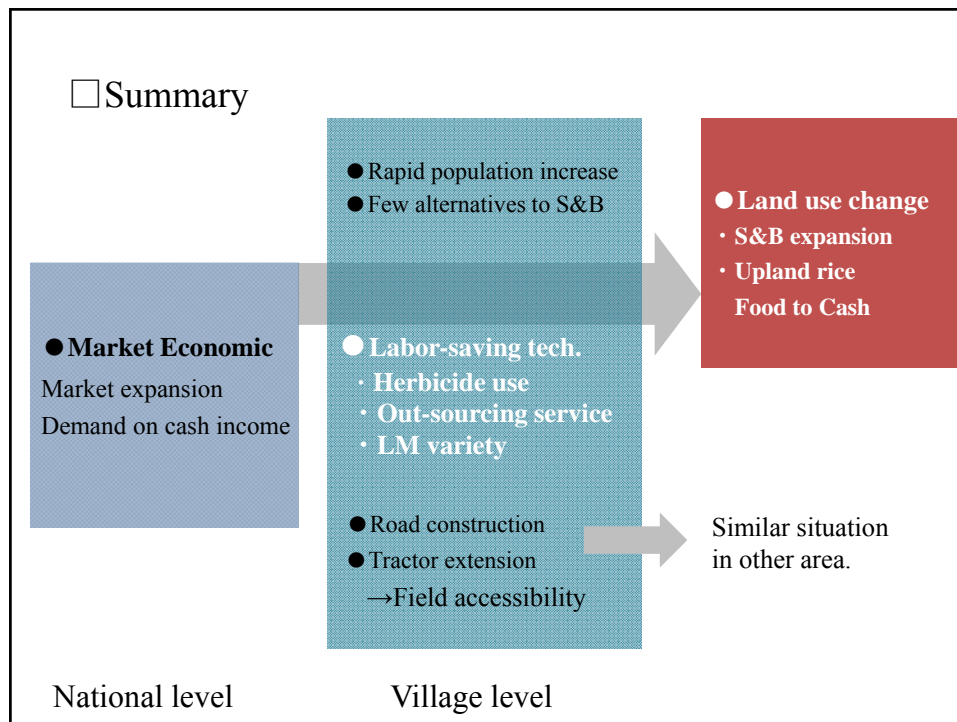 □Summary
●Market Economic
Market expansion
Demand on cash income
●Rapid population increase
●Few alternatives to S&B
●Labor-saving tech.
・Herbicide use
・Out-sourcing service
・LM variety
●Road construction
●Tractor extension
→Field accessibility
●Land use change
・S&B expansion
・Upland rice
Food to Cash
Similar situation
in other area.
National level
Village level